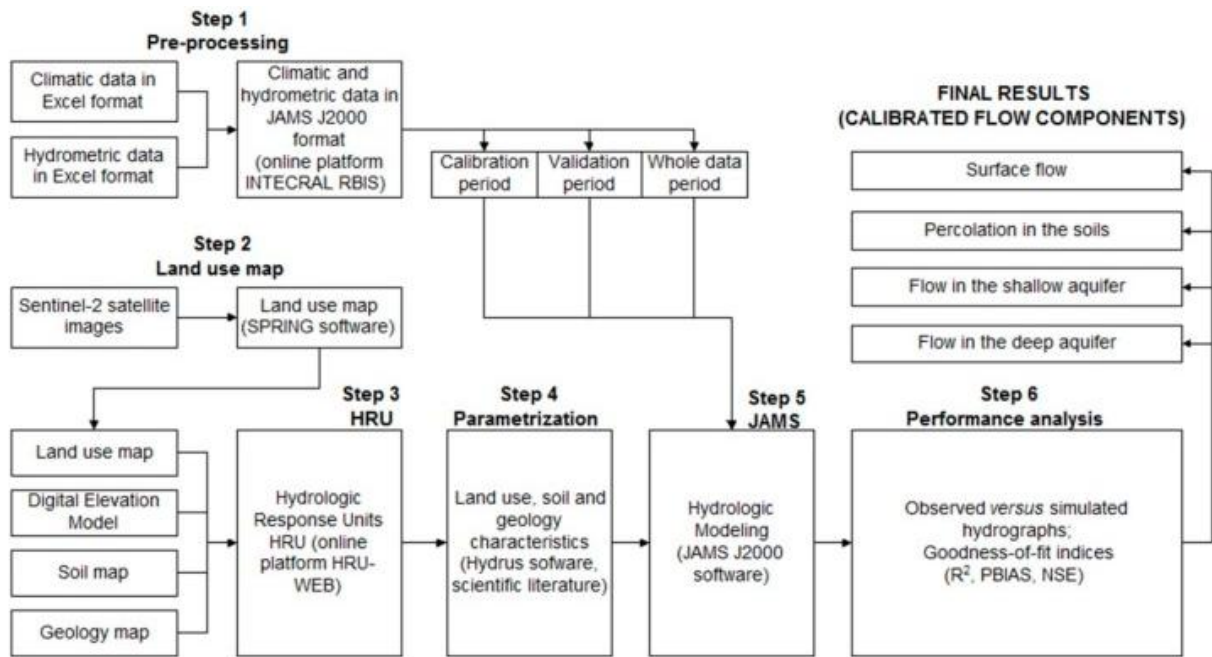 Step 1
Pre-processing
Climatic data in
Excel format
Hydrometric data
in Excel format
Climatic and
hydrometric data in
JAMS J2000
format
(online platform
INTECRAL RBIS)
Calibration
period
Validation
period
Whole data
period
FINAL RESULTS
(CALIBRATED FLOW COMPONENTS)
Surface flow
Percolation in the soils
Flow in the shallow aquifer
Flow in the deep aquifer
Step 2
Land use map
Sentinel-2 satellite
images
Land use map
(SPRING software)
Step 3
HRU
Land use map
Digital Elevation
Model
Soil map
Geology map
Hydrologic
Response Units
HRU (online
platform HRU-
WEB)
Step 4
Parametrization
Land use, soil and
geology
characteristics
(Hydrus sofware,
scientific literature)
Step 5
JAMS
Hydrologic
Modeling
(JAMS J2000
software)
Step 6
Performance analysis
Observed versus simulated
hydrographs;
Goodness-of-fit indices
(R², PBIAS, NSE)